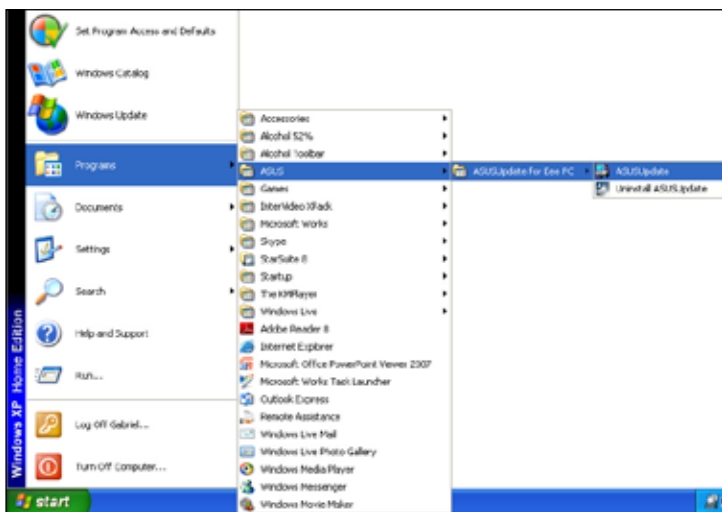 Set Program Access and Defaults
Windows Catalog
Windows Update
Programs
Documents
Settings
Search
Help and Support
Run...
Log Off Gabriel...
Turn Off Computer...
Windows XP Home Edition
start
Accessories
Alcohol 52%
Alcohol Toolbar
ASUS
Games
InterVideo XPack
Microsoft Works
Skype
StarSuite 8
Startup
The KMPlayer
Windows Live
Adobe Reader 8
Internet Explorer
Microsoft Office PowerPoint Viewer 2007
Microsoft Works Task Launcher
Outlook Express
Remote Assistance
Windows Live Mail
Windows Live Photo Gallery
Windows Media Player
Windows Messenger
Windows Movie Maker
ASUSUpdate for Eee PC
ASUSUpdate
Uninstall ASUSUpdate